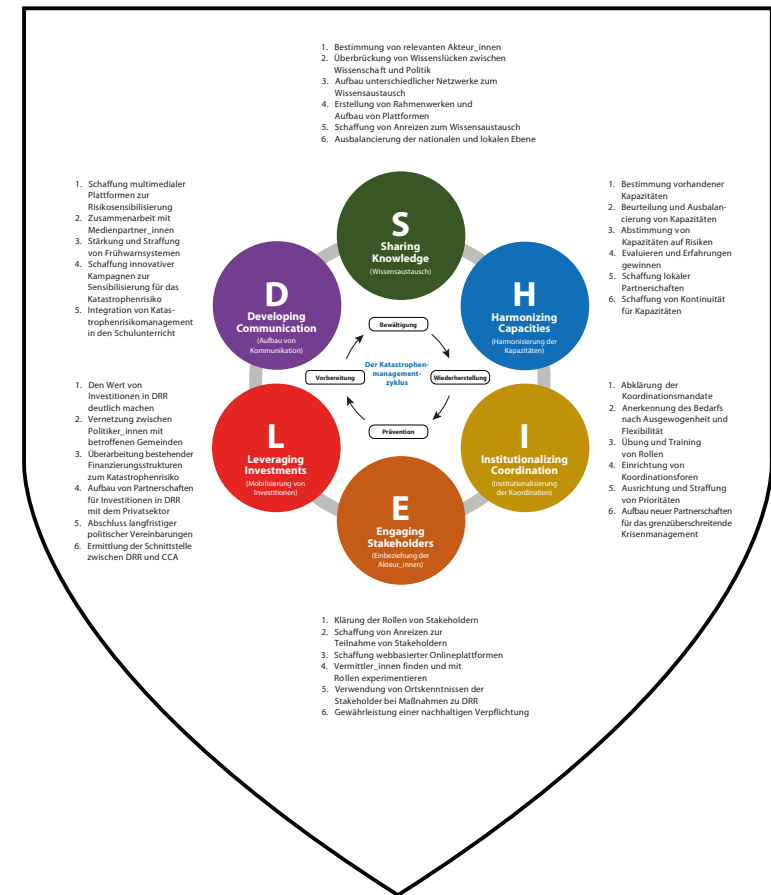 1. Bestimmung von relevanten Akteur_innen
2. Überbrückung von Wissenslücken zwischen
Wissenschaft und Politik
3. Aufbau unterschiedlicher Netzwerke zum
Wissensaustausch
4. Erstellung von Rahmenwerken und
Aufbau von Plattformen
5. Schaffung von Anreizen zum Wissensaustausch
6. Ausbalancierung der nationalen und lokalen Ebene
1. Schaffung multimedialer
Plattformen zur
Risikosensibilisierung
2. Zusammenarbeit mit
Medienpartner_innen
3. Stärkung und Straffung
von Frühwarnsystemen
4. Schaffung innovativer
Kampagnen zur
Sensibilisierung für das
Katastrophenrisiko
5. Integration von Katas-
trophenrisikomanagement
in den Schulunterricht
S
Sharing
Knowledge
(Wissensaustausch)
1. Bestimmung vorhandener
Kapazitäten
2. Beurteilung und Ausbalan-
cierung von Kapazitäten
3. Abstimmung von
Kapazitäten auf Risiken
4. Evaluieren und Erfahrungen
gewinnen
5. Schaffung lokaler
Partnerschaften
6. Schaffung von Kontinuität
für Kapazitäten
D
Developing
Communication
(Aufbau von
Kommunikation)
H
Harmonizing
Capacities
(Harmonisierung der
Kapazitäten)
Bewältigung
Der Katastrophen-
management-
zyklus
Vorbereitung
Wiederherstellung
Prävention
1. Den Wert von
Investitionen in DRR
deutlich machen
2. Vernetzung zwischen
Politiker_innen mit
betroffenen Gemeinden
3. Überarbeitung bestehender
Finanzierungsstrukturen
zum Katastrophenrisiko
4. Aufbau von Partnerschaften
für Investitionen in DRR
mit dem Privatsektor
5. Abschluss langfristiger
politischer Vereinbarungen
6. Ermittlung der Schnittstelle
zwischen DRR und CCA
L
Leveraging
Investments
(Mobilisierung von
Investitionen)
I
Institutionalizing
Coordination
(Institutionalisierung
der Koordination)
1. Abklärung der
Koordinationsmandate
2. Anerkennung des Bedarfs
nach Ausgewogenheit und
Flexibilität
3. Übung und Training
von Rollen
4. Einrichtung von
Koordinationsforen
5. Ausrichtung und Straffung
von Prioritäten
6. Aufbau neuer Partnerschaften
für das grenzüberschreitende
Krisenmanagement
E
Engaging
Stakeholders
(Einbeziehung der
Akteur_innen)
1. Klärung der Rollen von Stakeholdern
2. Schaffung von Anreizen zur
Teilnahme von Stakeholdern
3. Schaffung webbasierter Onlineplattformen
4. Vermittler_innen finden und mit
Rollen experimentieren
5. Verwendung von Ortskenntnissen der
Stakeholder bei Maßnahmen zu DRR
6. Gewährleistung einer nachhaltigen Verpflichtung